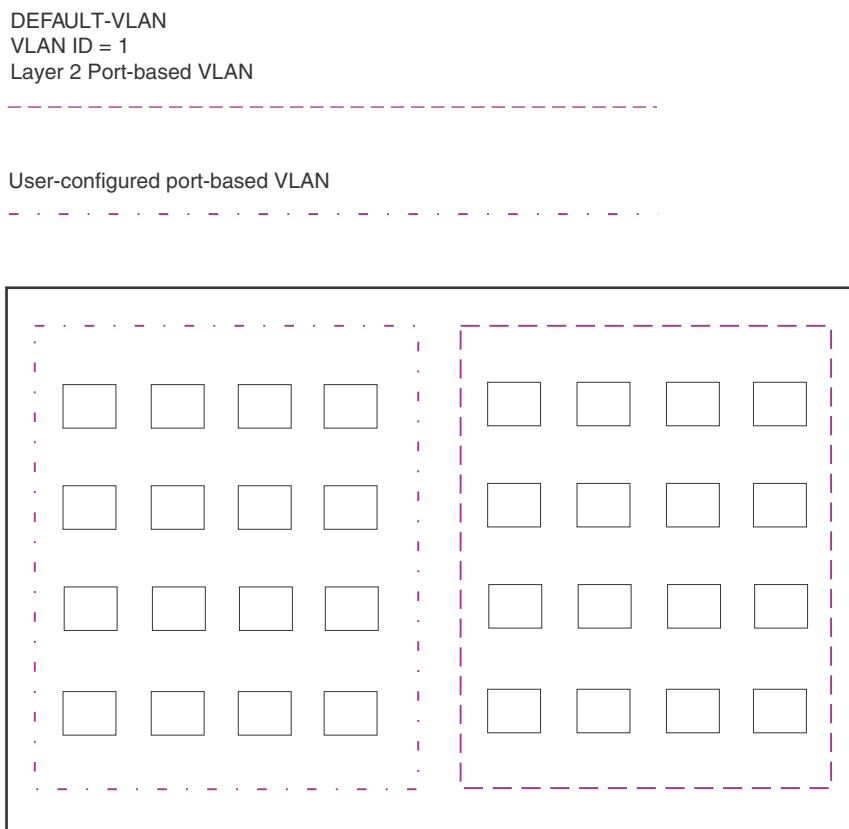 DEFAULT-VLAN
VLAN ID = 1
Layer 2 Port-based VLAN
User-configured port-based VLAN